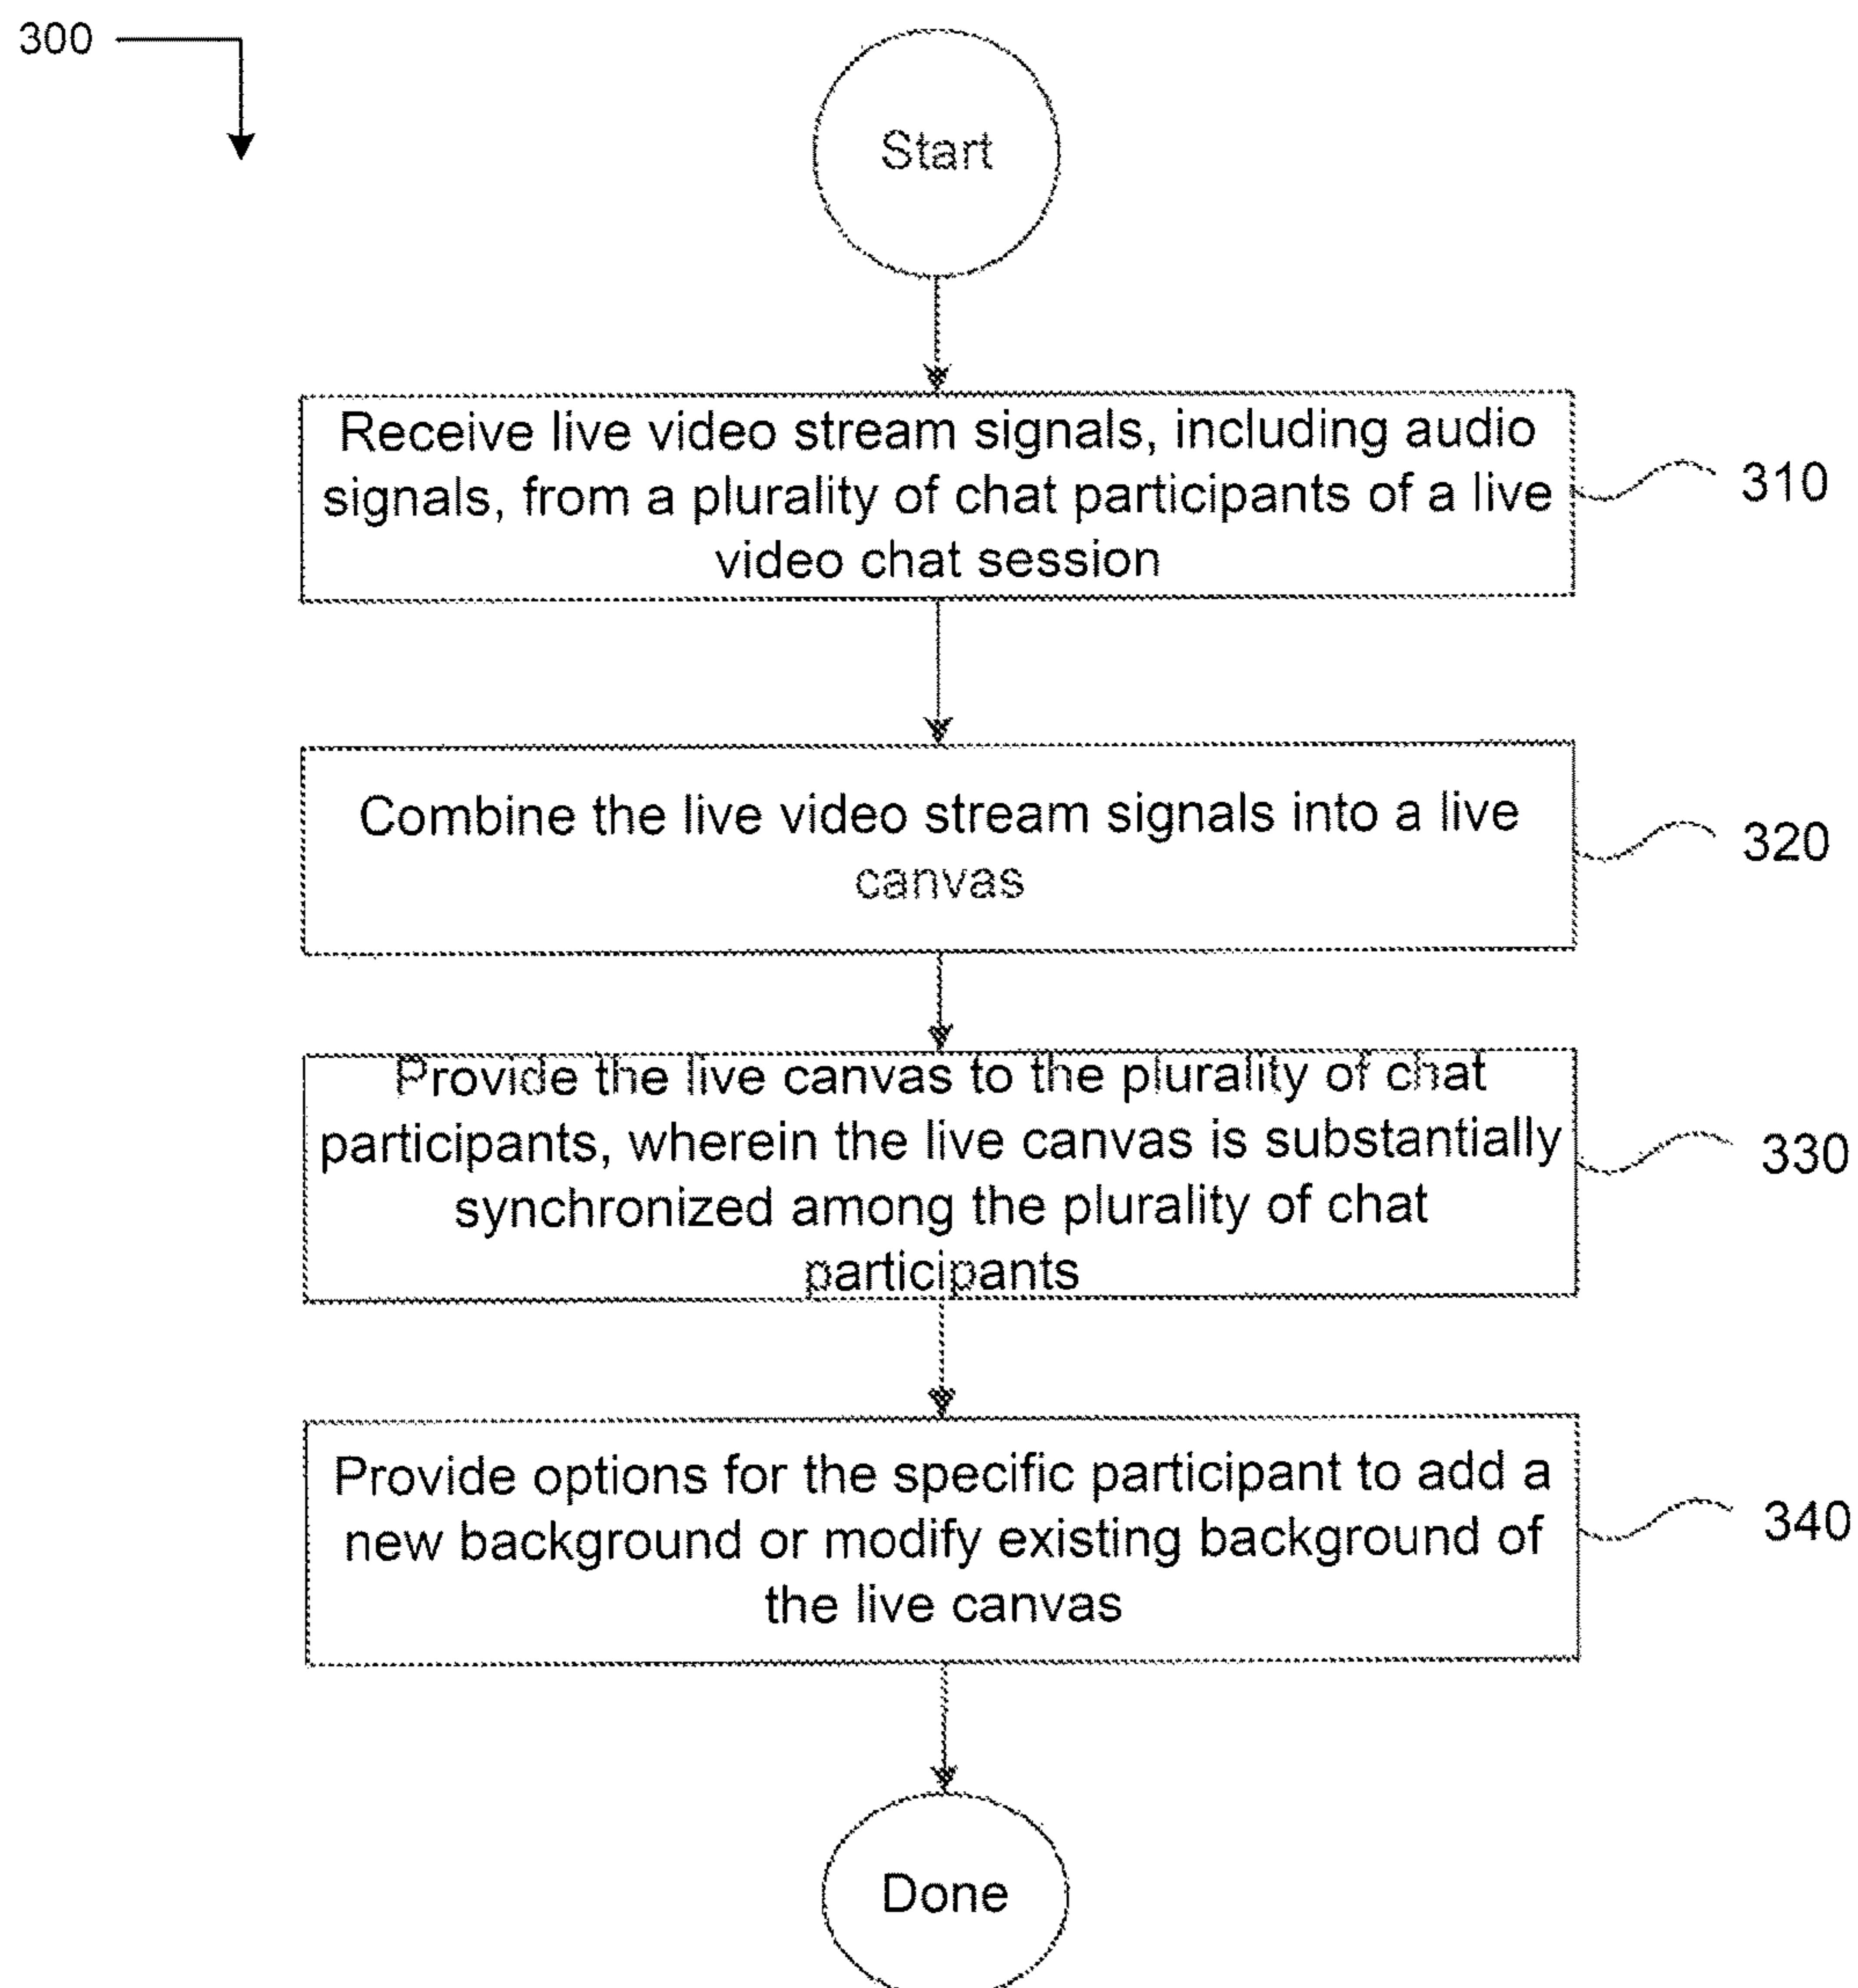 300
Start
Receive live video stream signals, including audio
signals, from a plurality of chat participants of a live
video chat session
310
Combine the live video stream signals into a live
canvas
320
Provide the live canvas to the plurality of chat
participants, wherein the live canvas is substantially
synchronized among the plurality of chat
participants
330
Provide options for the specific participant to add a
new background or modify existing background of
the live canvas
340
Done